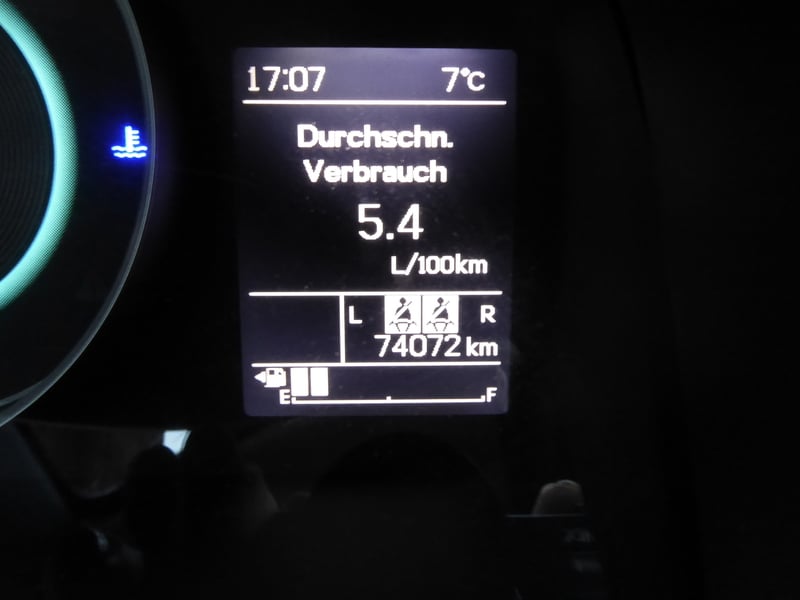 17:07 7°C
Durchschn.
Verbrauch
5.4
L/100km
L R
74072 km
E F